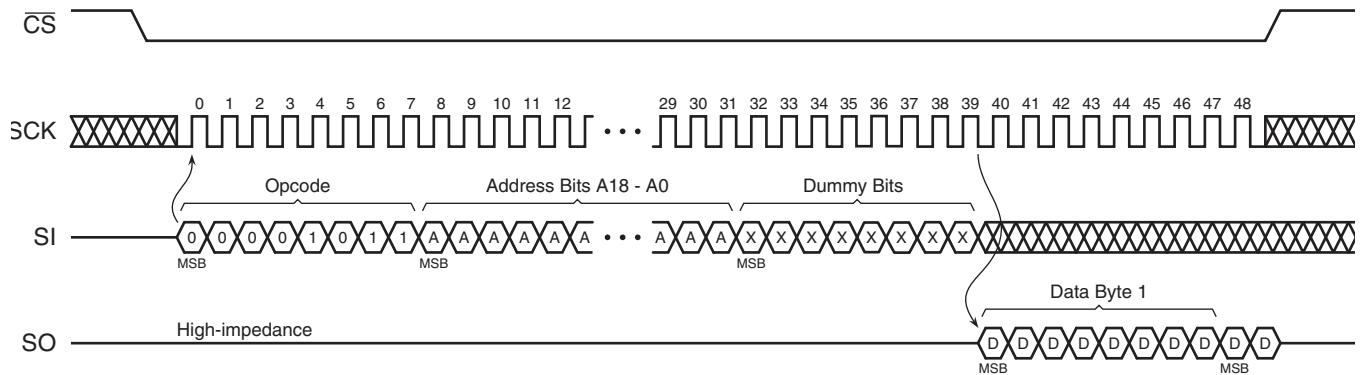 CS
0 1 2 3 4 5 6 7 8 9 10 11 12 29 30 31 32 33 34 35 36 37 38 39 40 41 42 43 44 45 46 47 48
SCK • • •
Opcode Address Bits A18 - A0 Dummy Bits
SI 0 0 0 0 1 0 1 1 A A A A A A • • • A A A X X X X X X X X
MSB MSB MSB
Data Byte 1
High-impedance
SO D D D D D D D D D D
MSB MSB